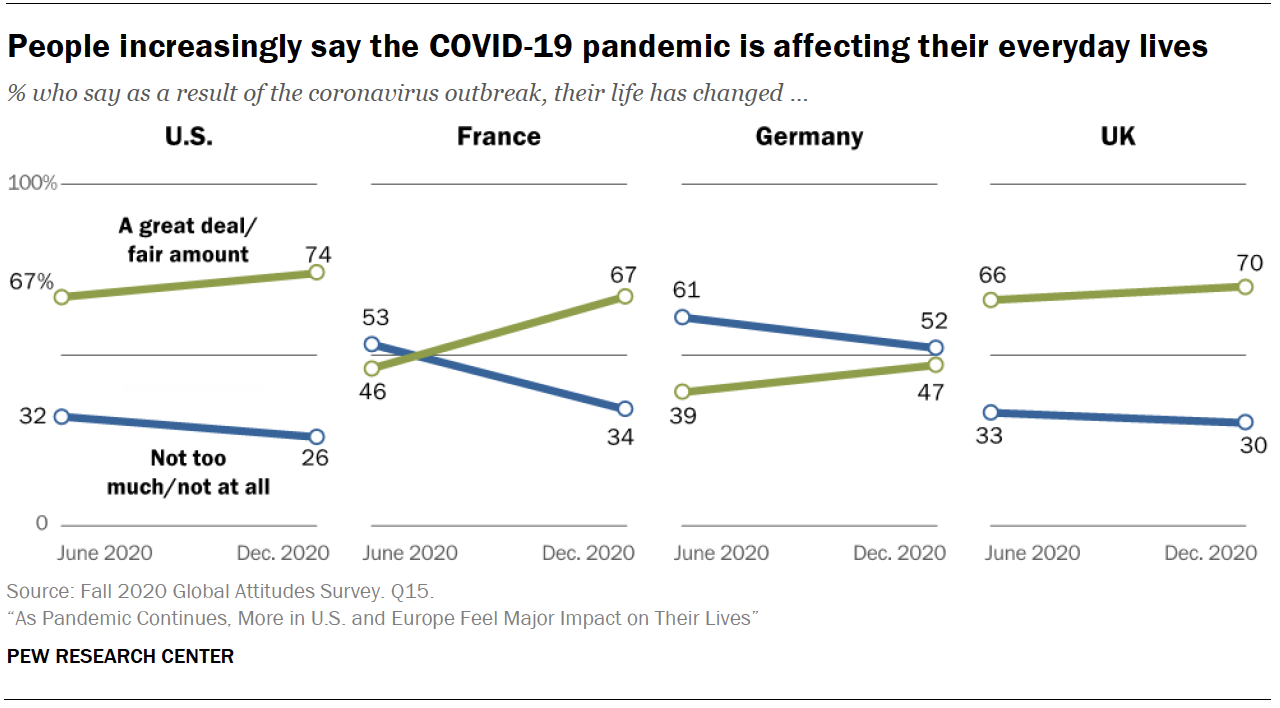 People increasingly say the COVID-19 pandemic is affecting their everyday lives
% who say as a result of the coronavirus outbreak, their life has changed ...
U.S.
100%
A great deal/
fair amount
67%
74
32
26
Not too
much/not at all
0
June 2020 Dec. 2020
France
53
67
46
34
June 2020 Dec. 2020
Germany
61
52
39
47
June 2020 Dec. 2020
UK
66
70
33
30
June 2020 Dec. 2020
Source: Fall 2020 Global Attitudes Survey. Q15.
“As Pandemic Continues, More in U.S. and Europe Feel Major Impact on Their Lives”
PEW RESEARCH CENTER